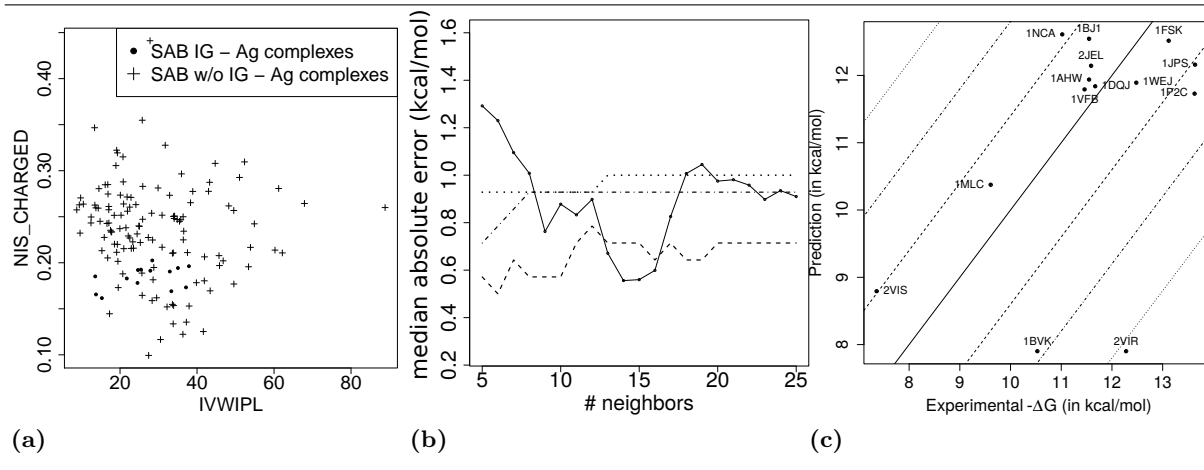 NIS_CHARGED
0.10 0.20 0.30 0.40
SAB IG – Ag complexes
SAB w/o IG – Ag complexes
20 40 60 80
IVWIPL
(a)
median absolute error (kcal/mol)
0.2 0.4 0.6 0.8 1.0 1.2 1.4 1.6
5 10 15 20 25
# neighbors
(b)
Prediction (in kcal/mol)
8 9 10 11 12
1NCA
1BJ1
1FSK
2JEL
1JPS
1AHW
1DQJ
1WEJ
1VFB
1P2C
1MLC
2VIS
1BVK
2VIR
8 9 10 11 12 13
Experimental -ΔG (in kcal/mol)
(c)